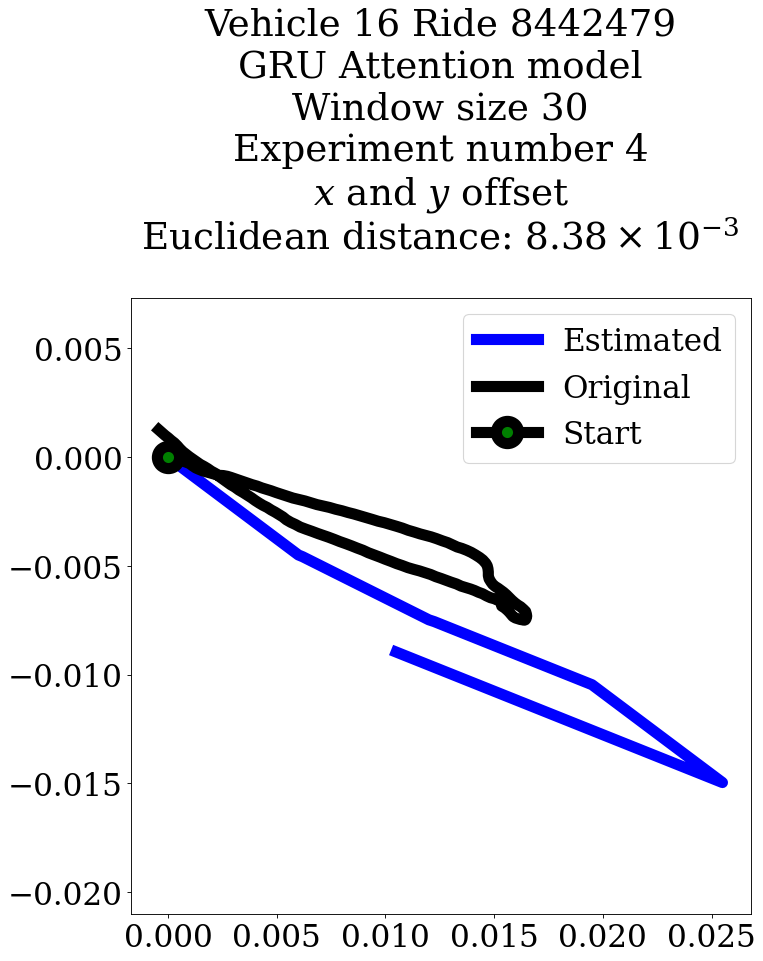 Vehicle 16 Ride 8442479
GRU Attention model
Window size 30
Experiment number 4
x and y offset
Euclidean distance: 8.38 × 10⁻³
Estimated
Original
Start
0.005
0.000
−0.005
−0.010
−0.015
−0.020
0.000 0.005 0.010 0.015 0.020 0.025